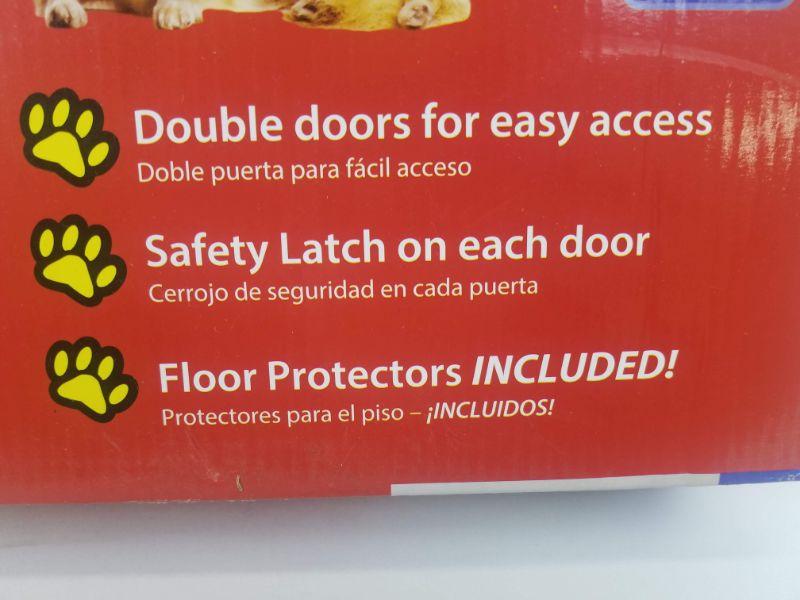 Double doors for easy access
Doble puerta para fácil acceso
Safety Latch on each door
Cerrojo de seguridad en cada puerta
Floor Protectors INCLUDED!
Protectores para el piso – ¡INCLUIDOS!